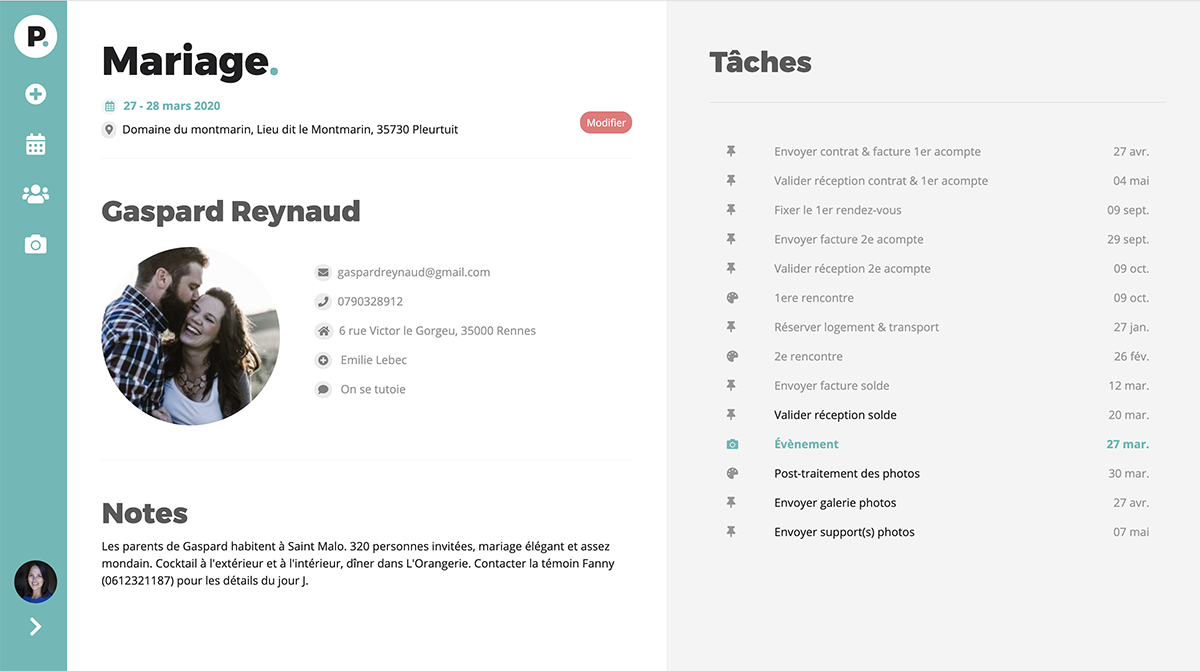 P.
Mariage.
27 - 28 mars 2020
Domaine du montmarin, Lieu dit le Montmarin, 35730 Pleurtuit
Modifier
Gaspard Reynaud
gaspardreynaud@gmail.com
0790328912
6 rue Victor le Gorgeu, 35000 Rennes
Emilie Lebec
On se tutoie
Notes
Les parents de Gaspard habitent à Saint Malo. 320 personnes invitées, mariage élégant et assez
mondain. Cocktail à l'extérieur et à l'intérieur, dîner dans L'Orangerie. Contacter la témoin Fanny
(0612321187) pour les détails du jour J.
Tâches
Envoyer contrat & facture 1er acompte 27 avr.
Valider réception contrat & 1er acompte 04 mai
Fixer le 1er rendez-vous 09 sept.
Envoyer facture 2e acompte 29 sept.
Valider réception 2e acompte 09 oct.
1ere rencontre 09 oct.
Réserver logement & transport 27 jan.
2e rencontre 26 fév.
Envoyer facture solde 12 mar.
Valider réception solde 20 mar.
Évènement 27 mar.
Post-traitement des photos 30 mar.
Envoyer galerie photos 27 avr.
Envoyer support(s) photos 07 mai